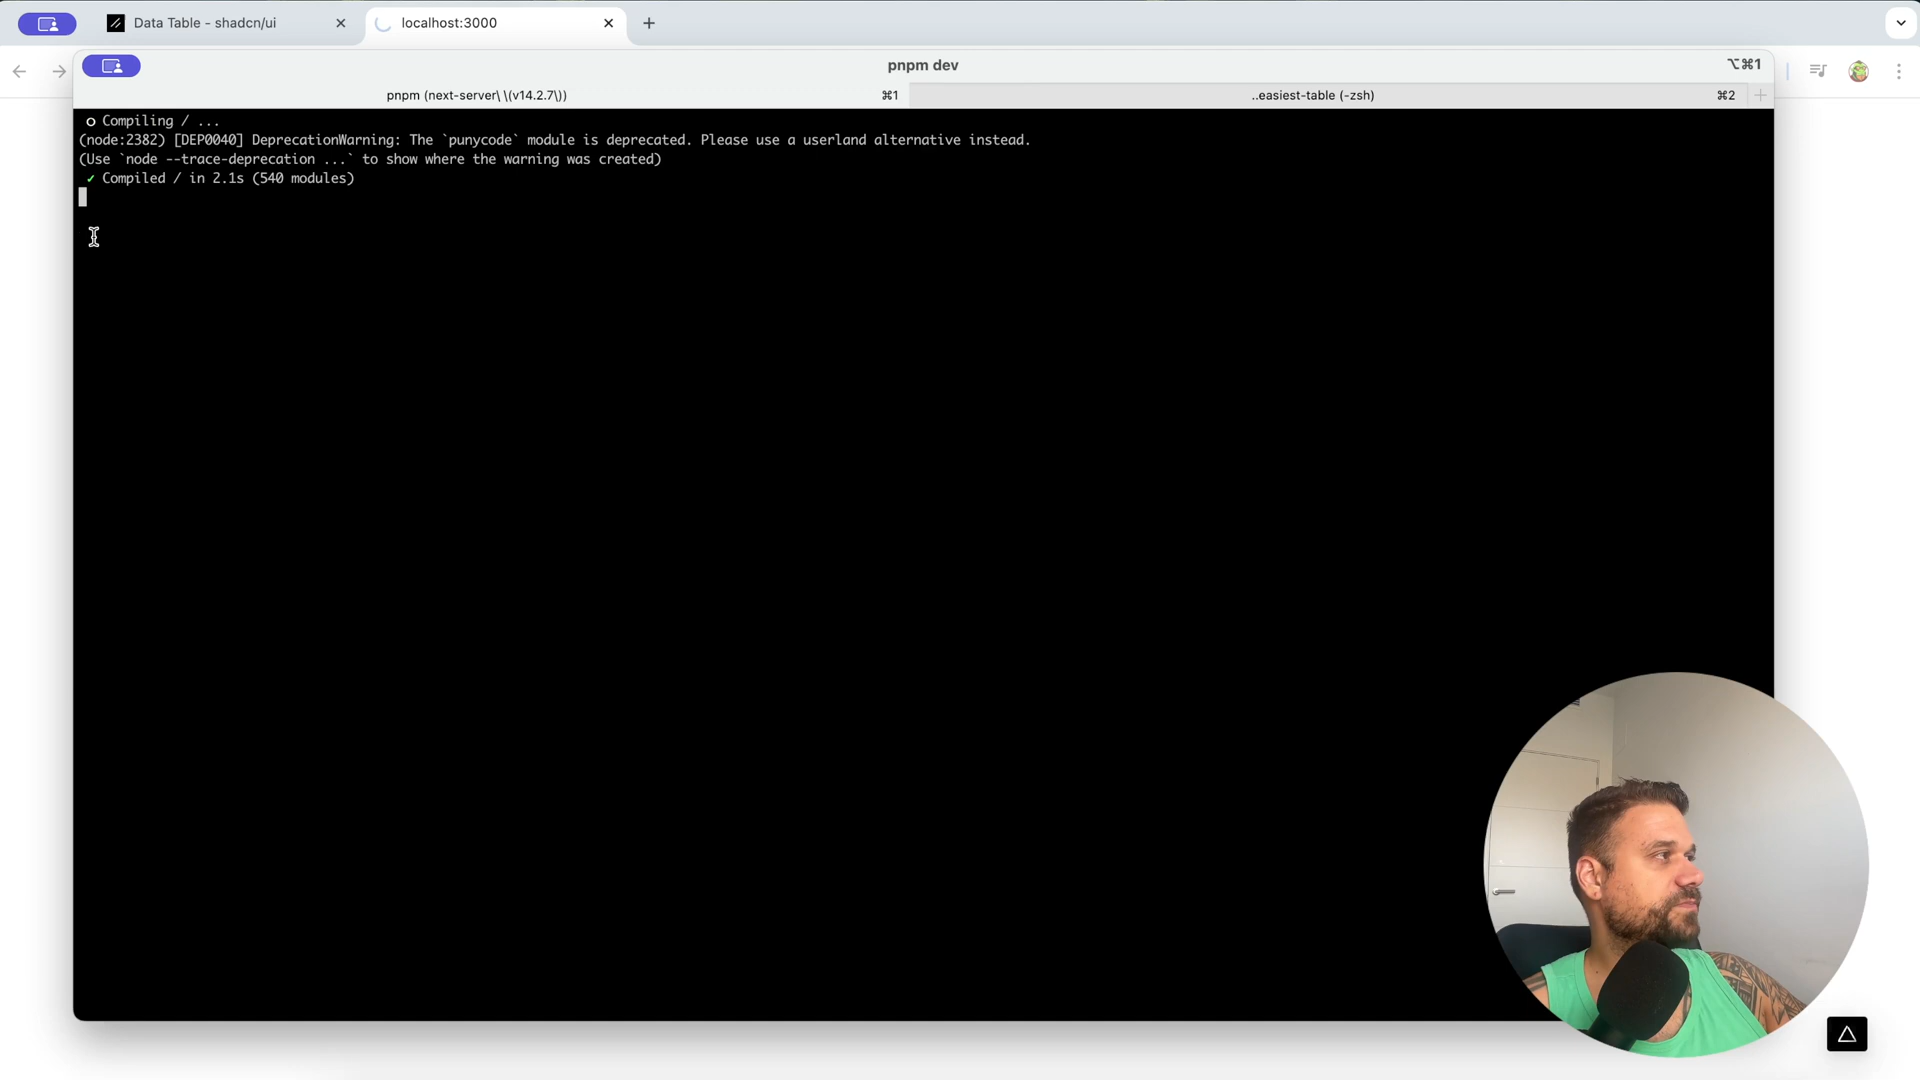 Data Table - shadcn/ui
localhost:3000
pnpm dev
⌥⌘1
pnpm (next-server\ \(v14.2.7\))
⌘1
..easiest-table (-zsh)
⌘2
Compiling / ...
(node:2382) [DEP0040] DeprecationWarning: The `punycode` module is deprecated. Please use a userland alternative instead.
(Use `node --trace-deprecation ...` to show where the warning was created)
✓ Compiled / in 2.1s (540 modules)